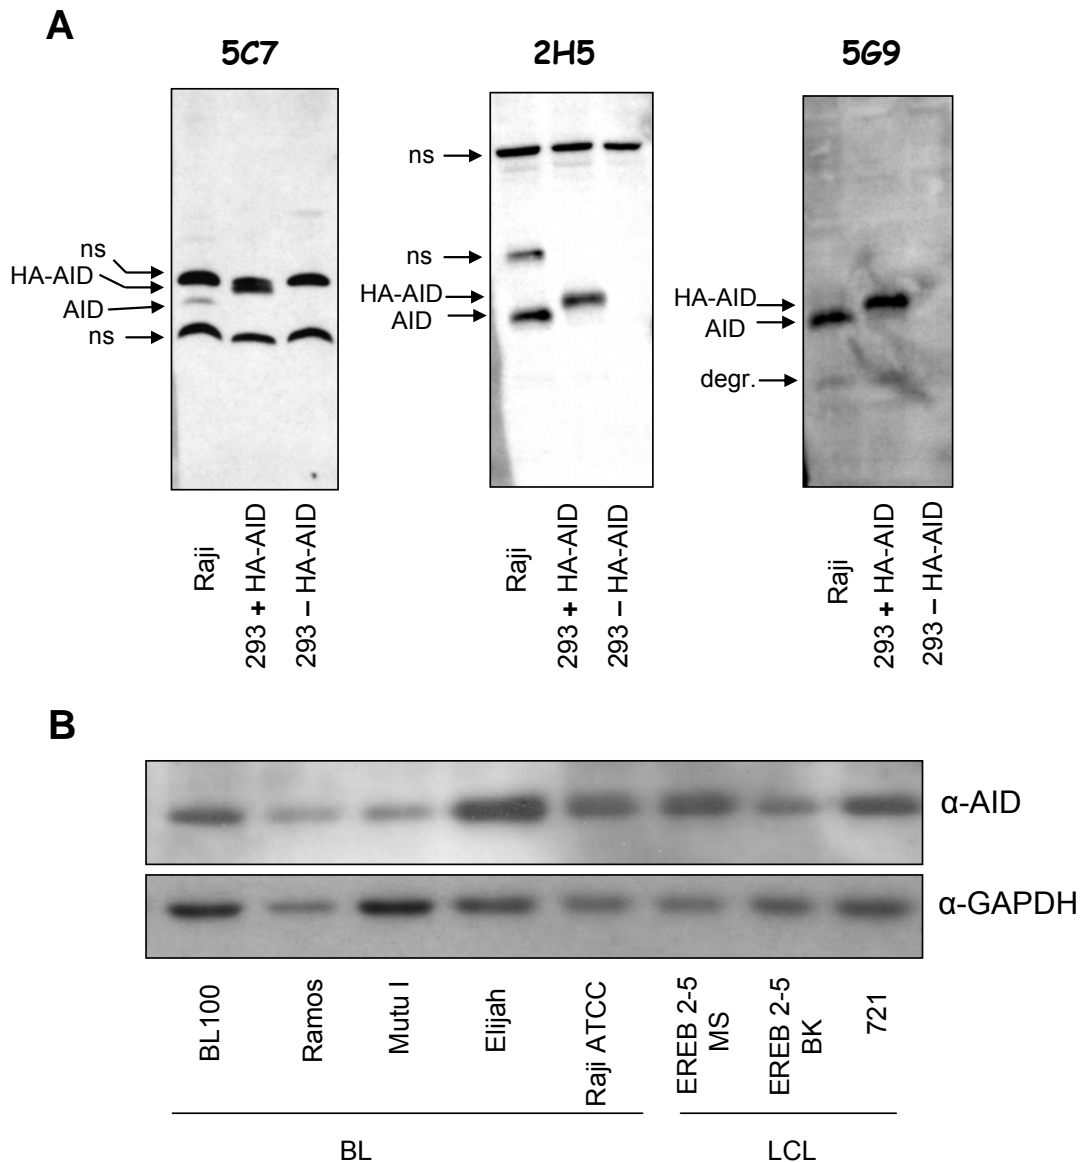 A
5C7
2H5
5G9
ns
HA-AID
AID
ns
ns
ns
HA-AID
AID
HA-AID
AID
degr.
Raji
293 + HA-AID
293 – HA-AID
Raji
293 + HA-AID
293 – HA-AID
Raji
293 + HA-AID
293 – HA-AID
B
α-AID
α-GAPDH
BL100
Ramos
Mutu I
Elijah
Raji ATCC
EREB 2-5
MS
EREB 2-5
BK
721
BL
LCL